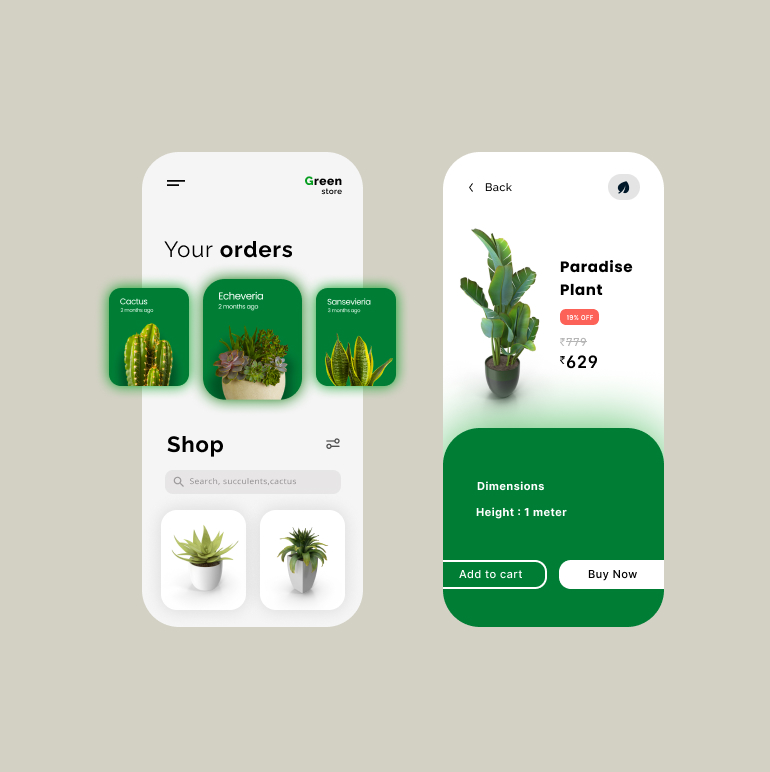 Green
store
Your orders
Cactus
2 months ago
Echeveria
2 months ago
Sansevieria
2 months ago
Shop
Search, succulents,cactus
Back
Paradise
Plant
19% OFF
₹779
₹629
Dimensions
Height : 1 meter
Add to cart
Buy Now